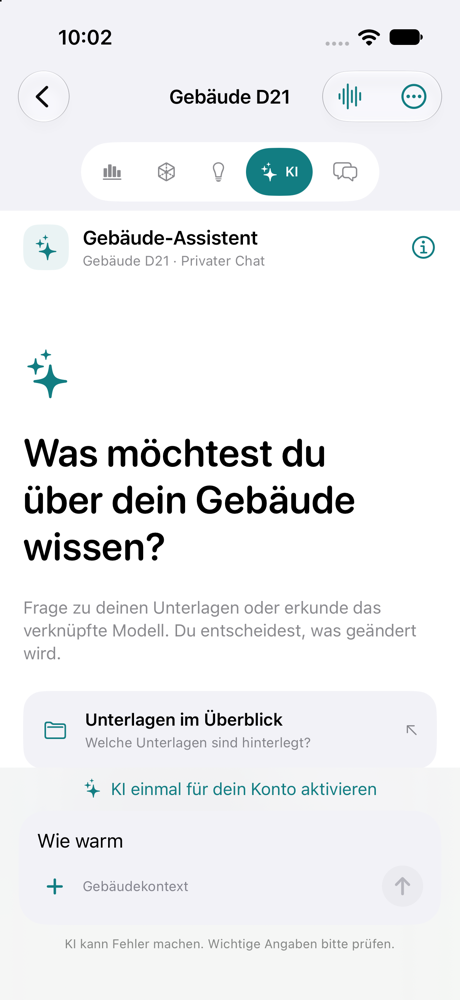 10:02
Gebäude D21
KI
Gebäude-Assistent
Gebäude D21 · Privater Chat
Was möchtest du
über dein Gebäude
wissen?
Frage zu deinen Unterlagen oder erkunde das
verknüpfte Modell. Du entscheidest, was geändert
wird.
Unterlagen im Überblick
Welche Unterlagen sind hinterlegt?
KI einmal für dein Konto aktivieren
Wie warm
Gebäudekontext
KI kann Fehler machen. Wichtige Angaben bitte prüfen.